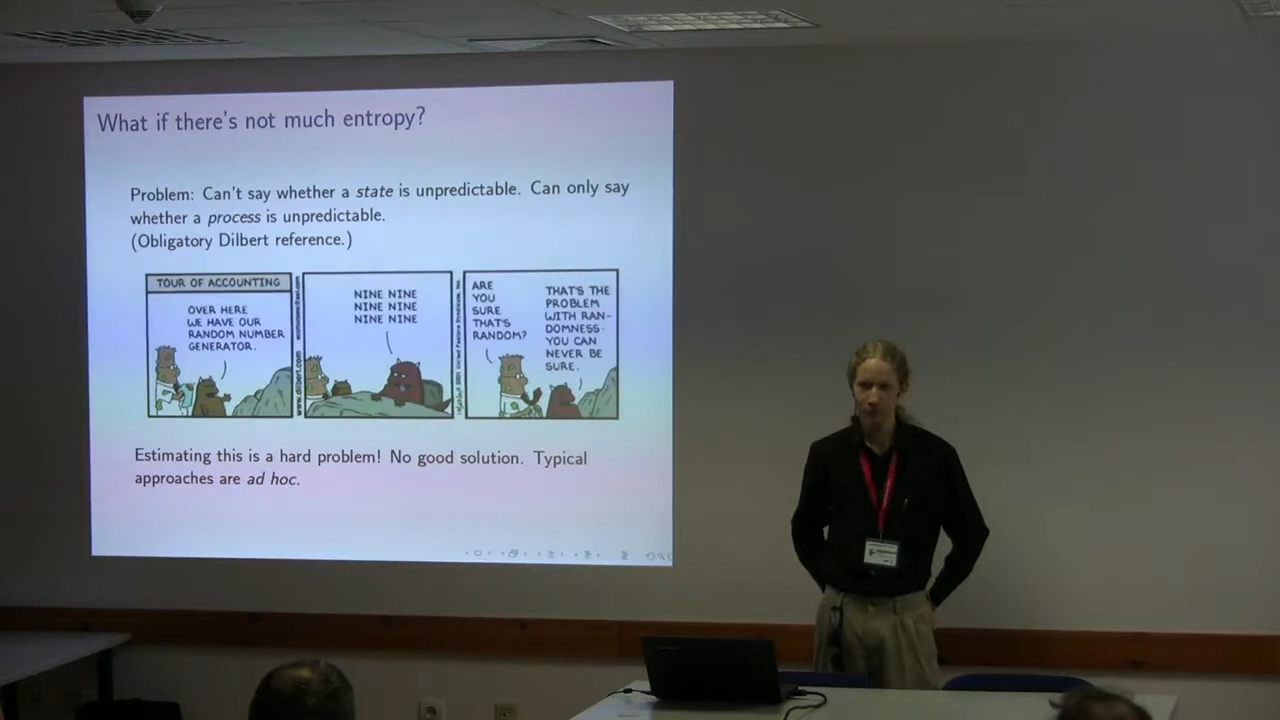 What if there's not much entropy?
Problem: Can't say whether a state is unpredictable. Can only say
whether a process is unpredictable.
(Obligatory Dilbert reference.)
TOUR OF ACCOUNTING
OVER HERE
WE HAVE OUR
RANDOM NUMBER
GENERATOR.
www.dilbert.com
NINE NINE
NINE NINE
NINE NINE
ARE
YOU
SURE
THAT'S
RANDOM?
THAT'S THE
PROBLEM
WITH RAN-
DOMNESS.
YOU CAN
NEVER BE
SURE.
Estimating this is a hard problem! No good solution. Typical
approaches are ad hoc.